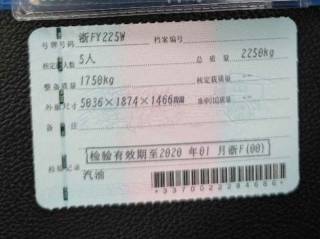 号牌号码 浙FY225W 档案编号
核定载人数 5人 总质量 2250kg
整备质量 1750kg 核定载质量 --
外廓尺寸 5036×1874×1466mm 准牵引总质量 --
备注
检验有效期至2020年01月浙F(00)
检验记录
汽油
*3370022284686*